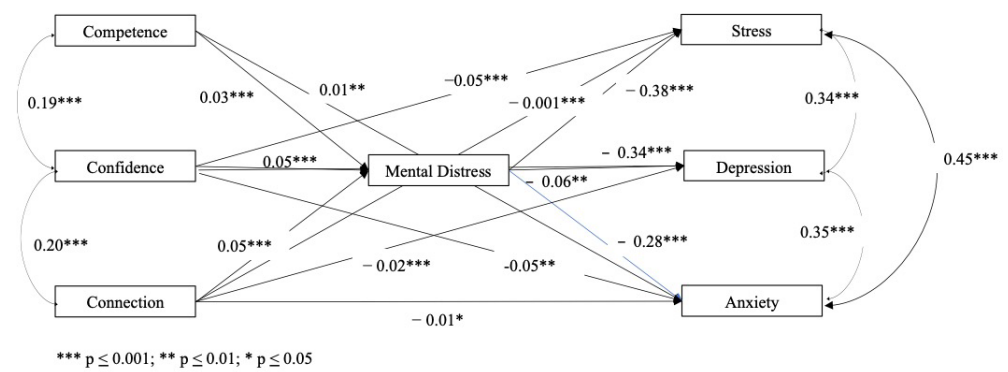 Competence
Stress
−0.05***
0.01**
− 0.38***
0.03***
− 0.001***
0.34***
0.19***
− 0.34***
0.45***
0.05***
Confidence
Mental Distress
Depression
− 0.06**
0.35***
0.20***
0.05***
− 0.28***
− 0.02***
-0.05**
Connection
Anxiety
− 0.01*
*** p ≤ 0.001; ** p ≤ 0.01; * p ≤ 0.05